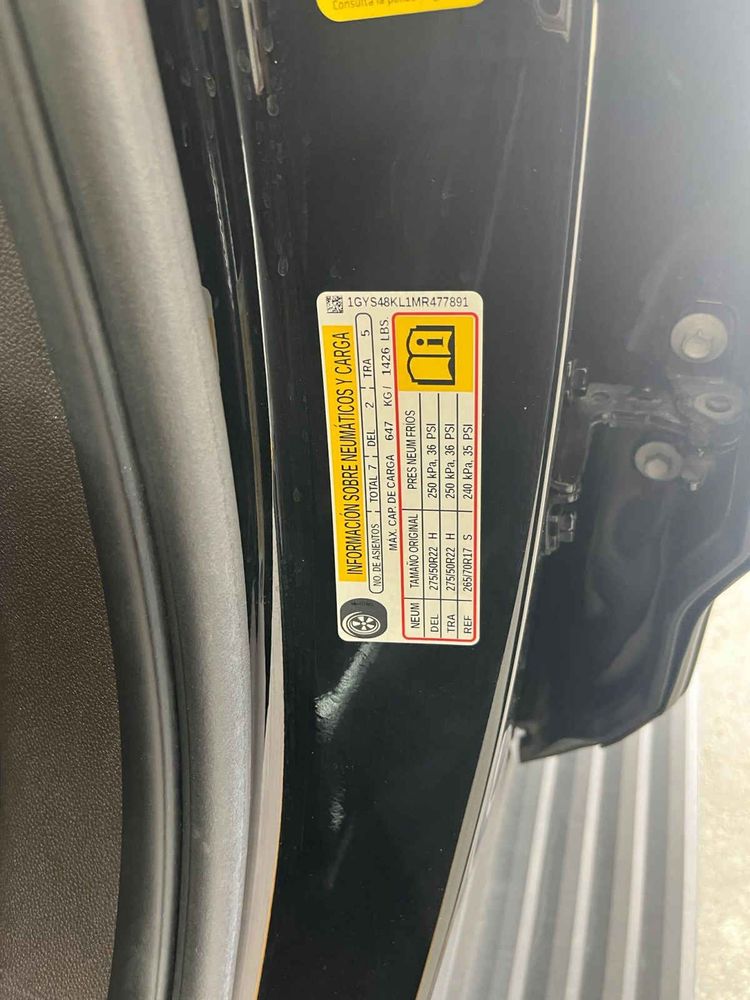 Consulta la
1GYS48KL1MR477891
INFORMACIÓN SOBRE NEUMÁTICOS Y CARGA
NO. DE ASIENTOS TOTAL 7 DEL 2 TRA 5
MAX. CAP. DE CARGA 647 KG/ 1426 LBS.
NEUM TAMAÑO ORIGINAL PRES NEUM FRÍOS
DEL 275/50R22 H 250 kPa, 36 PSI
TRA 275/50R22 H 250 kPa, 36 PSI
REF 265/70R17 S 240 kPa, 35 PSI